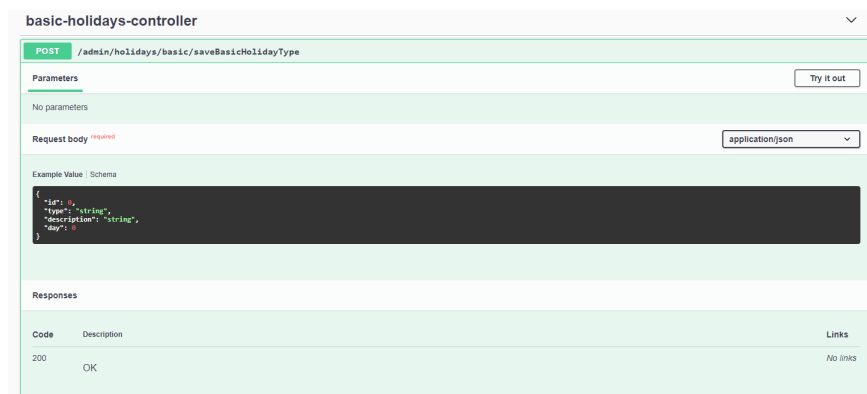 basic-holidays-controller
POST /admin/holidays/basic/saveBasicHolidayType
Parameters
Try it out
No parameters
Request body required
application/json
Example Value | Schema
{
  "id": 0,
  "type": "string",
  "description": "string",
  "day": 0
}
Responses
Code Description Links
200 OK No links